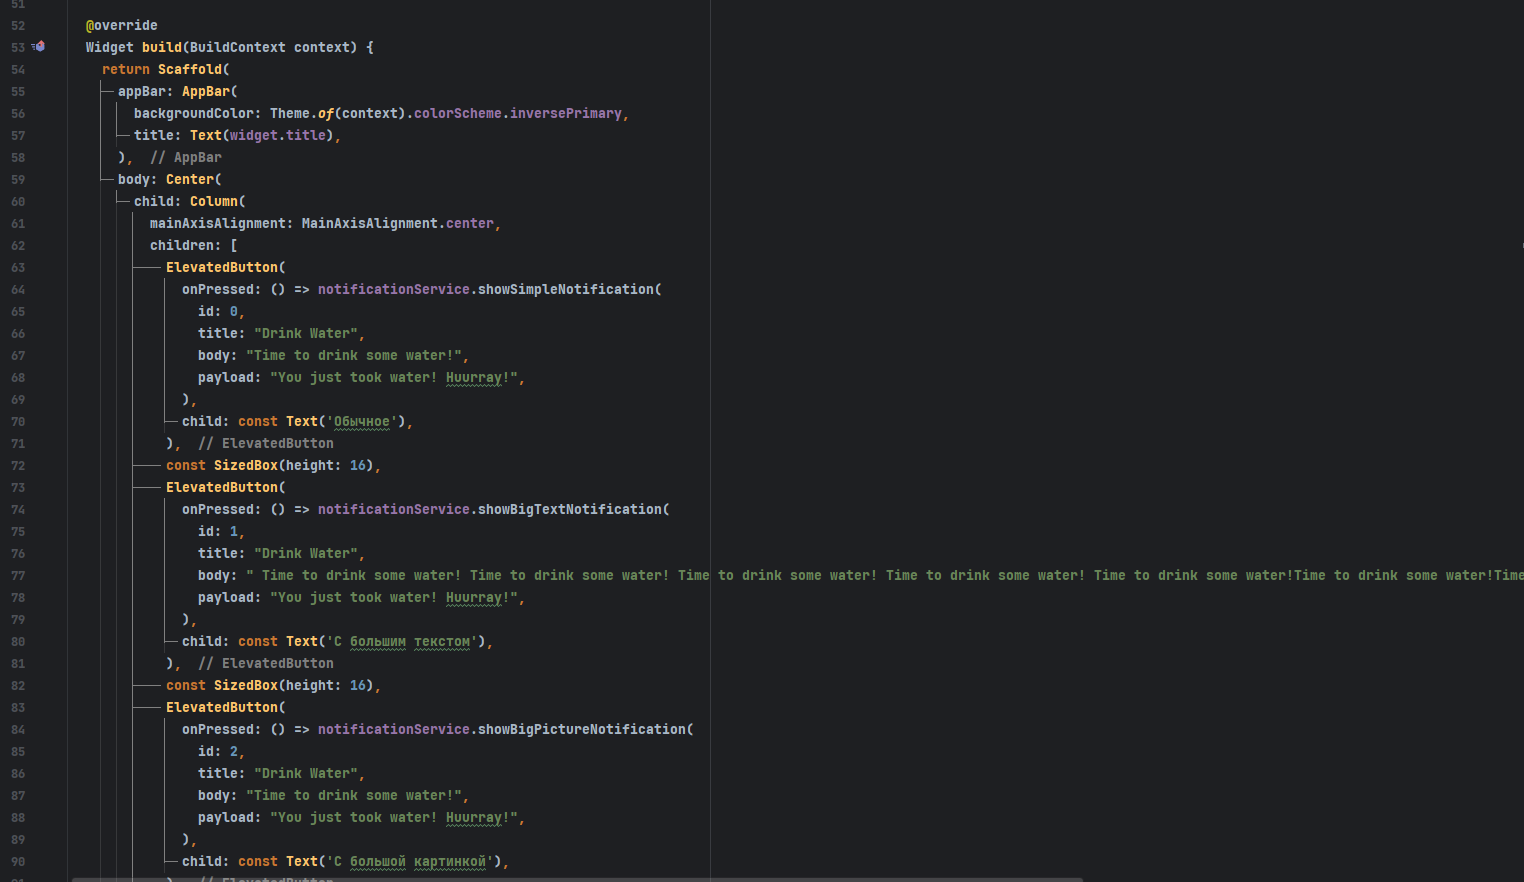 51
52 @override
53 Widget build(BuildContext context) {
54 return Scaffold(
55 appBar: AppBar(
56 backgroundColor: Theme.of(context).colorScheme.inversePrimary,
57 title: Text(widget.title),
58 ), // AppBar
59 body: Center(
60 child: Column(
61 mainAxisAlignment: MainAxisAlignment.center,
62 children: [
63 ElevatedButton(
64 onPressed: () => notificationService.showSimpleNotification(
65 id: 0,
66 title: "Drink Water",
67 body: "Time to drink some water!",
68 payload: "You just took water! Huurray!",
69 ),
70 child: const Text('Обычное'),
71 ), // ElevatedButton
72 const SizedBox(height: 16),
73 ElevatedButton(
74 onPressed: () => notificationService.showBigTextNotification(
75 id: 1,
76 title: "Drink Water",
77 body: " Time to drink some water! Time to drink some water! Time to drink some water! Time to drink some water! Time to drink some water!Time to drink some water!Time
78 payload: "You just took water! Huurray!",
79 ),
80 child: const Text('С большим текстом'),
81 ), // ElevatedButton
82 const SizedBox(height: 16),
83 ElevatedButton(
84 onPressed: () => notificationService.showBigPictureNotification(
85 id: 2,
86 title: "Drink Water",
87 body: "Time to drink some water!",
88 payload: "You just took water! Huurray!",
89 ),
90 child: const Text('С большой картинкой'),
91 ), // ElevatedButton